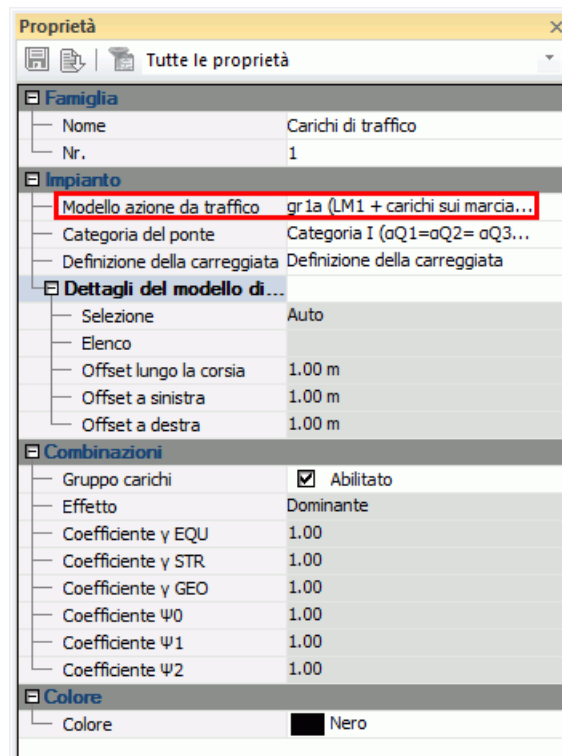 Proprietà
Tutte le proprietà
Famiglia
Nome Carichi di traffico
Nr. 1
Impianto
Modello azione da traffico gr1a (LM1 + carichi sui marcia...
Categoria del ponte Categoria I (αQ1=αQ2= αQ3...
Definizione della carreggiata Definizione della carreggiata
Dettagli del modello di...
Selezione Auto
Elenco
Offset lungo la corsia 1.00 m
Offset a sinistra 1.00 m
Offset a destra 1.00 m
Combinazioni
Gruppo carichi Abilitato
Effetto Dominante
Coefficiente γ EQU 1.00
Coefficiente γ STR 1.00
Coefficiente γ GEO 1.00
Coefficiente Ψ0 1.00
Coefficiente Ψ1 1.00
Coefficiente Ψ2 1.00
Colore
Colore Nero